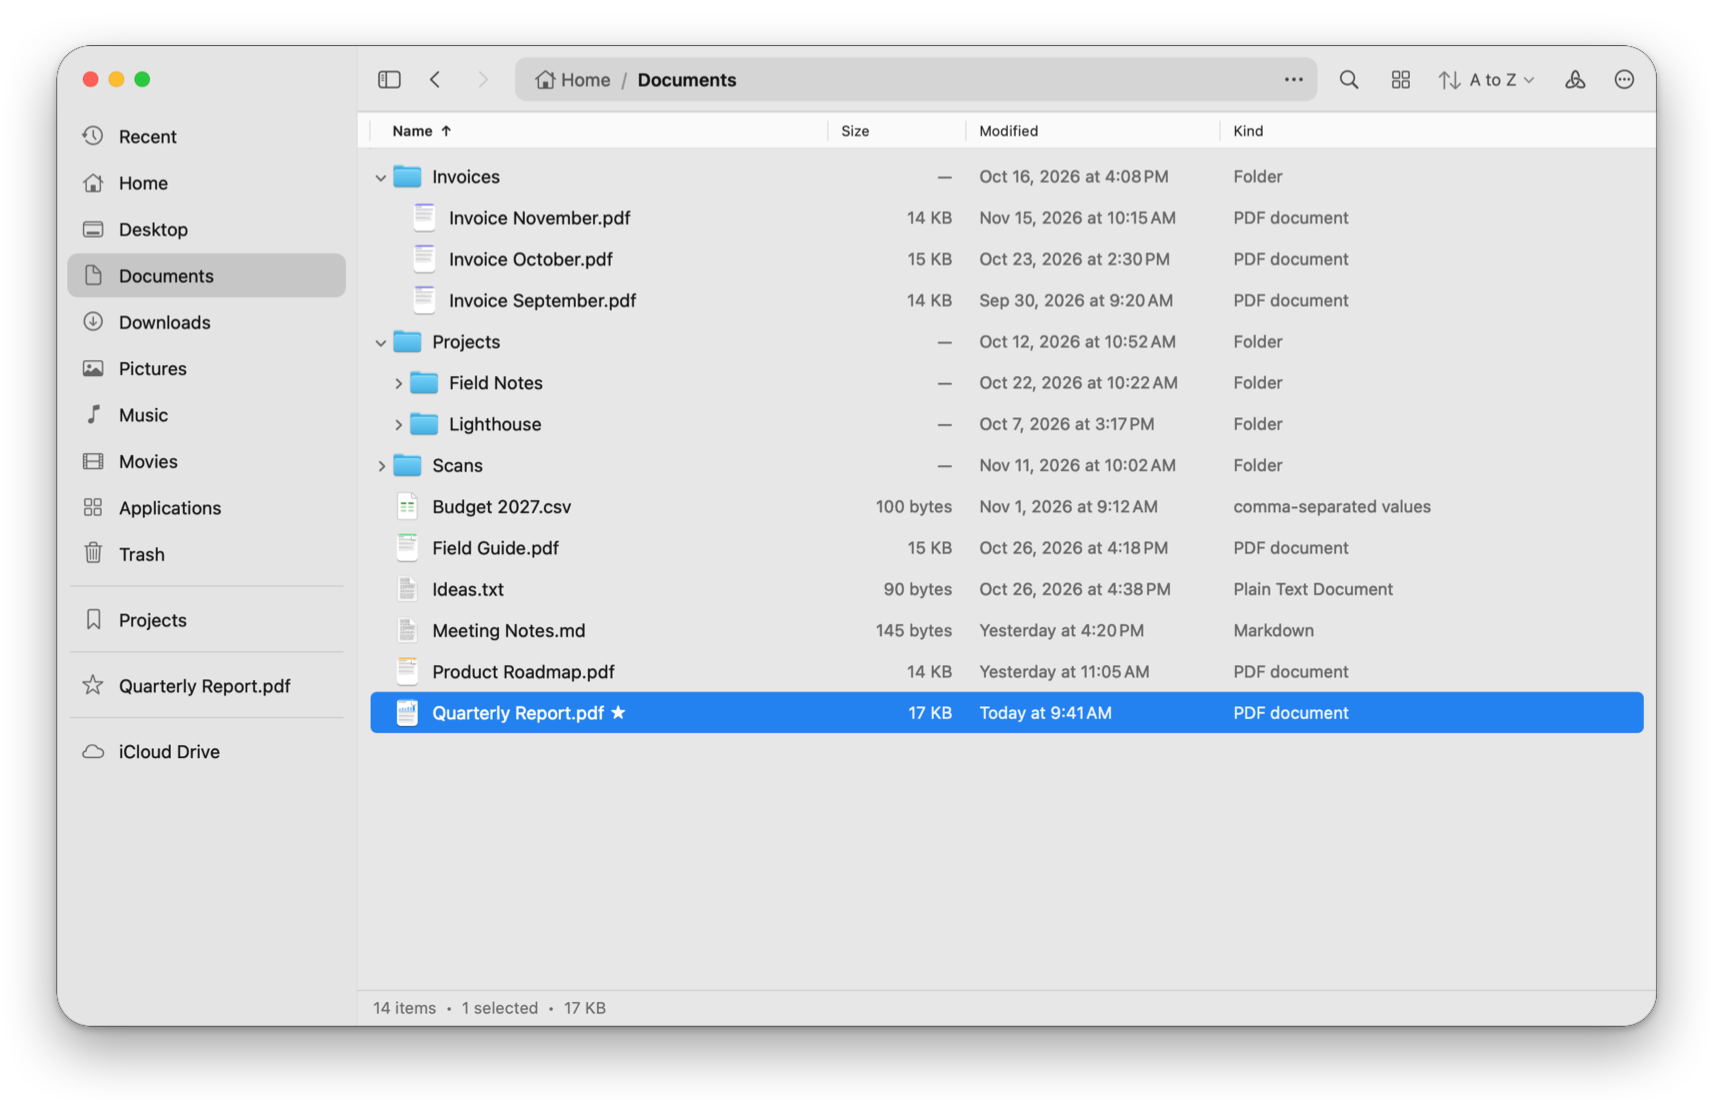 Home / Documents
A to Z
Recent
Home
Desktop
Documents
Downloads
Pictures
Music
Movies
Applications
Trash
Projects
Quarterly Report.pdf
iCloud Drive
Name Size Modified Kind
Invoices — Oct 16, 2026 at 4:08 PM Folder
Invoice November.pdf 14 KB Nov 15, 2026 at 10:15 AM PDF document
Invoice October.pdf 15 KB Oct 23, 2026 at 2:30 PM PDF document
Invoice September.pdf 14 KB Sep 30, 2026 at 9:20 AM PDF document
Projects — Oct 12, 2026 at 10:52 AM Folder
Field Notes — Oct 22, 2026 at 10:22 AM Folder
Lighthouse — Oct 7, 2026 at 3:17 PM Folder
Scans — Nov 11, 2026 at 10:02 AM Folder
Budget 2027.csv 100 bytes Nov 1, 2026 at 9:12 AM comma-separated values
Field Guide.pdf 15 KB Oct 26, 2026 at 4:18 PM PDF document
Ideas.txt 90 bytes Oct 26, 2026 at 4:38 PM Plain Text Document
Meeting Notes.md 145 bytes Yesterday at 4:20 PM Markdown
Product Roadmap.pdf 14 KB Yesterday at 11:05 AM PDF document
Quarterly Report.pdf ★ 17 KB Today at 9:41 AM PDF document
14 items • 1 selected • 17 KB